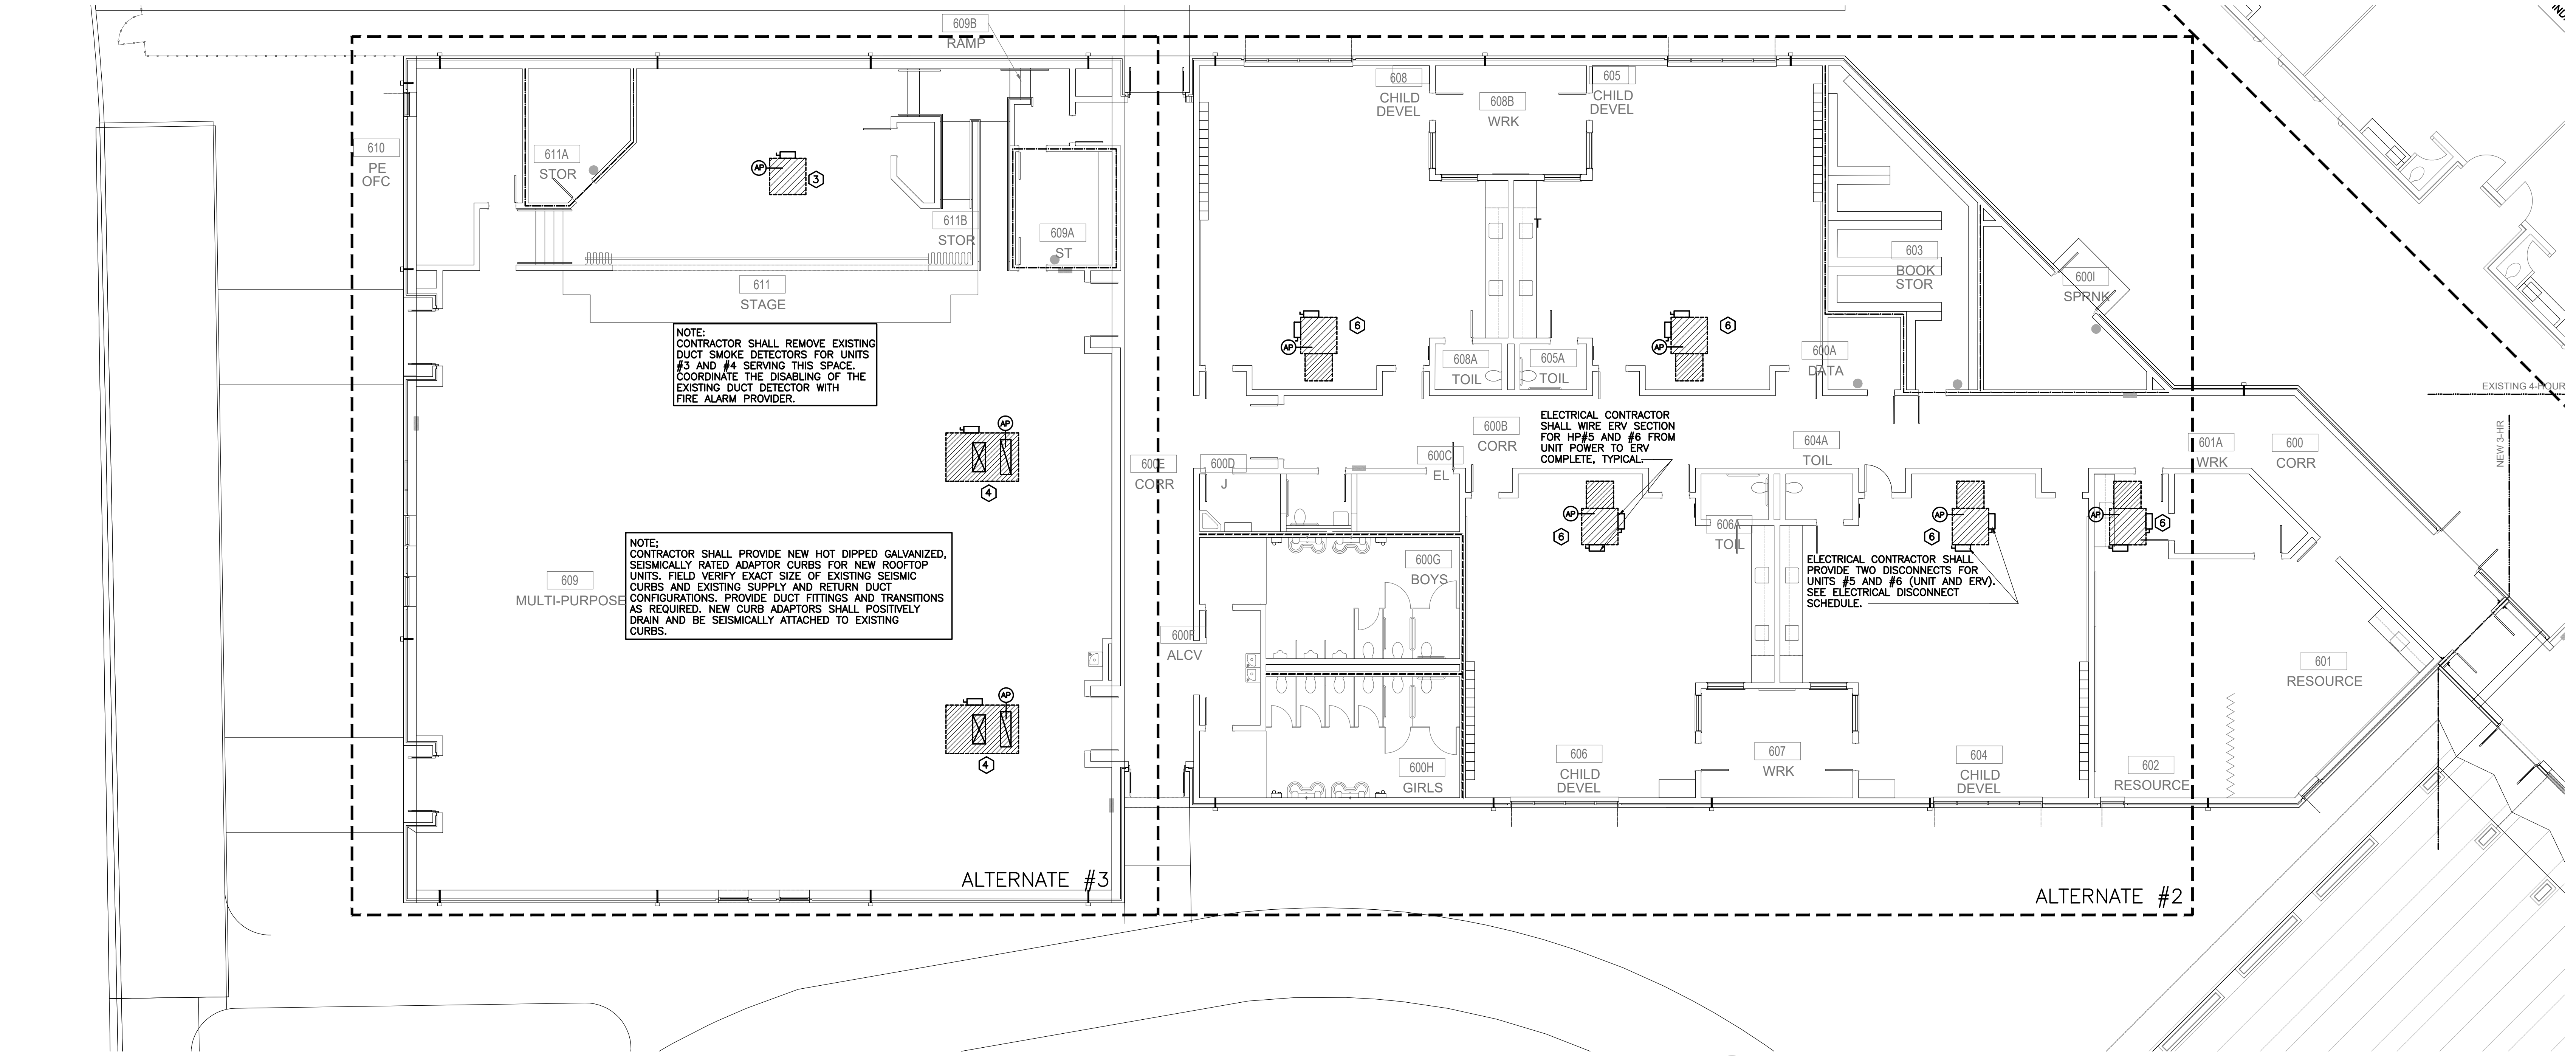 609B
RAMP
608
CHILD
DEVEL
608B
WRK
605
CHILD
DEVEL
610
PE
OFC
611A
STOR
AP
3
611B
STOR
609A
ST
T
603
BOOK
STOR
600I
SPRNK
611
STAGE
NOTE:
CONTRACTOR SHALL REMOVE EXISTING
DUCT SMOKE DETECTORS FOR UNITS
#3 AND #4 SERVING THIS SPACE.
COORDINATE THE DISABLING OF THE
EXISTING DUCT DETECTOR WITH
FIRE ALARM PROVIDER.
AP
6
AP
6
608A
TOIL
605A
TOIL
600A
DATA
EXISTING 4-HOUR
NEW 3-HR
AP
4
600E
CORR
600D
J
600C
EL
600B
CORR
ELECTRICAL CONTRACTOR
SHALL WIRE ERV SECTION
FOR HP#5 AND #6 FROM
UNIT POWER TO ERV
COMPLETE, TYPICAL.
604A
TOIL
601A
WRK
600
CORR
AP
6
606A
TOIL
AP
6
AP
6
NOTE;
CONTRACTOR SHALL PROVIDE NEW HOT DIPPED GALVANIZED,
SEISMICALLY RATED ADAPTOR CURBS FOR NEW ROOFTOP
UNITS. FIELD VERIFY EXACT SIZE OF EXISTING SEISMIC
CURBS AND EXISTING SUPPLY AND RETURN DUCT
CONFIGURATIONS. PROVIDE DUCT FITTINGS AND TRANSITIONS
AS REQUIRED. NEW CURB ADAPTORS SHALL POSITIVELY
DRAIN AND BE SEISMICALLY ATTACHED TO EXISTING
CURBS.
609
MULTI-PURPOSE
600G
BOYS
ELECTRICAL CONTRACTOR SHALL
PROVIDE TWO DISCONNECTS FOR
UNITS #5 AND #6 (UNIT AND ERV).
SEE ELECTRICAL DISCONNECT
SCHEDULE.
600F
ALCV
601
RESOURCE
AP
4
600H
GIRLS
606
CHILD
DEVEL
607
WRK
604
CHILD
DEVEL
602
RESOURCE
ALTERNATE #3
ALTERNATE #2